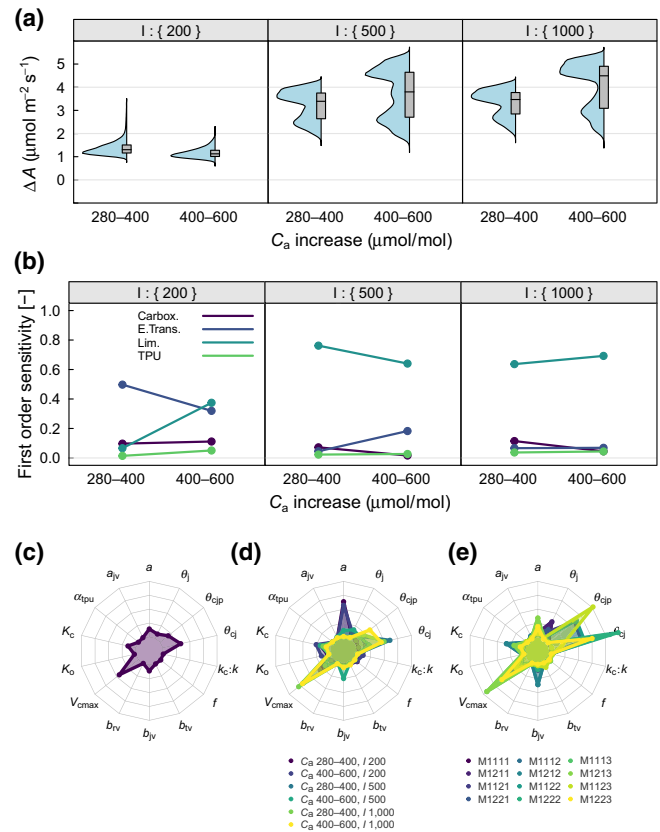 (a)
I : { 200 }
I : { 500 }
I : { 1000 }
ΔA (μmol m⁻² s⁻¹)
5
4
3
2
1
0
280–400
400–600
280–400
400–600
280–400
400–600
Cₐ increase (μmol/mol)
(b)
I : { 200 }
I : { 500 }
I : { 1000 }
First order sensitivity [–]
1.0
0.8
0.6
0.4
0.2
0.0
Carbox.
E.Trans.
Lim.
TPU
280–400
400–600
280–400
400–600
280–400
400–600
Cₐ increase (μmol/mol)
(c)
a
θj
θcjp
θcj
kc:k
f
btv
bjv
brv
Vcmax
Ko
Kc
αtpu
ajv
(d)
a
θj
θcjp
θcj
kc:k
f
btv
bjv
brv
Vcmax
Ko
Kc
αtpu
ajv
Cₐ 280–400, I 200
Cₐ 400–600, I 200
Cₐ 280–400, I 500
Cₐ 400–600, I 500
Cₐ 280–400, I 1,000
Cₐ 400–600, I 1,000
(e)
a
θj
θcjp
θcj
kc:k
f
btv
bjv
brv
Vcmax
Ko
Kc
αtpu
ajv
M1111 M1112 M1113
M1211 M1212 M1213
M1121 M1122 M1123
M1221 M1222 M1223